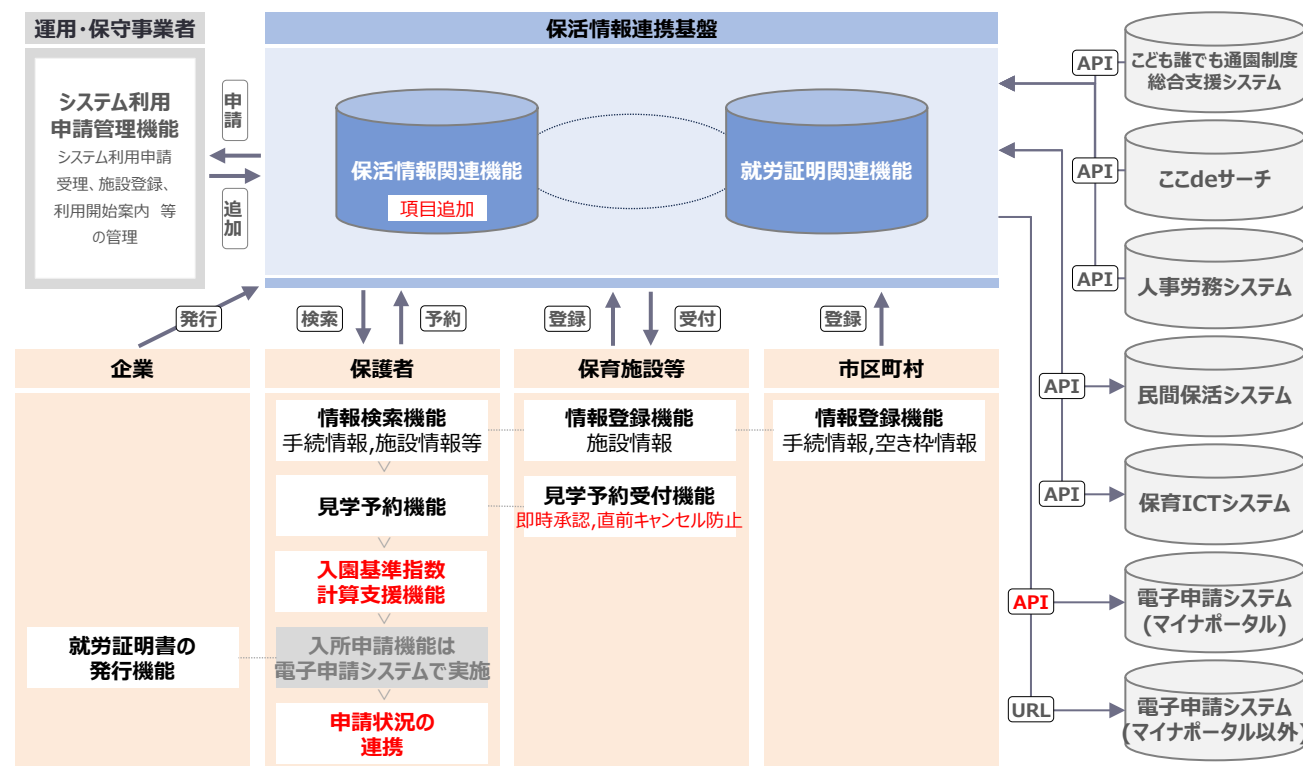 運用・保守事業者
システム利用
申請管理機能
システム利用申請
受理、施設登録、
利用開始案内 等
の管理
申請
追加
保活情報連携基盤
保活情報関連機能
項目追加
就労証明関連機能
発行
検索
予約
登録
受付
登録
企業
就労証明書の
発行機能
保護者
情報検索機能
手続情報,施設情報等
見学予約機能
入園基準指数
計算支援機能
入所申請機能は
電子申請システムで実施
申請状況の
連携
保育施設等
情報登録機能
施設情報
見学予約受付機能
即時承認,直前キャンセル防止
市区町村
情報登録機能
手続情報,空き枠情報
API
こども誰でも通園制度
総合支援システム
API
ここdeサーチ
API
人事労務システム
API
民間保活システム
API
保育ICTシステム
API
電子申請システム
(マイナポータル)
URL
電子申請システム
(マイナポータル以外)